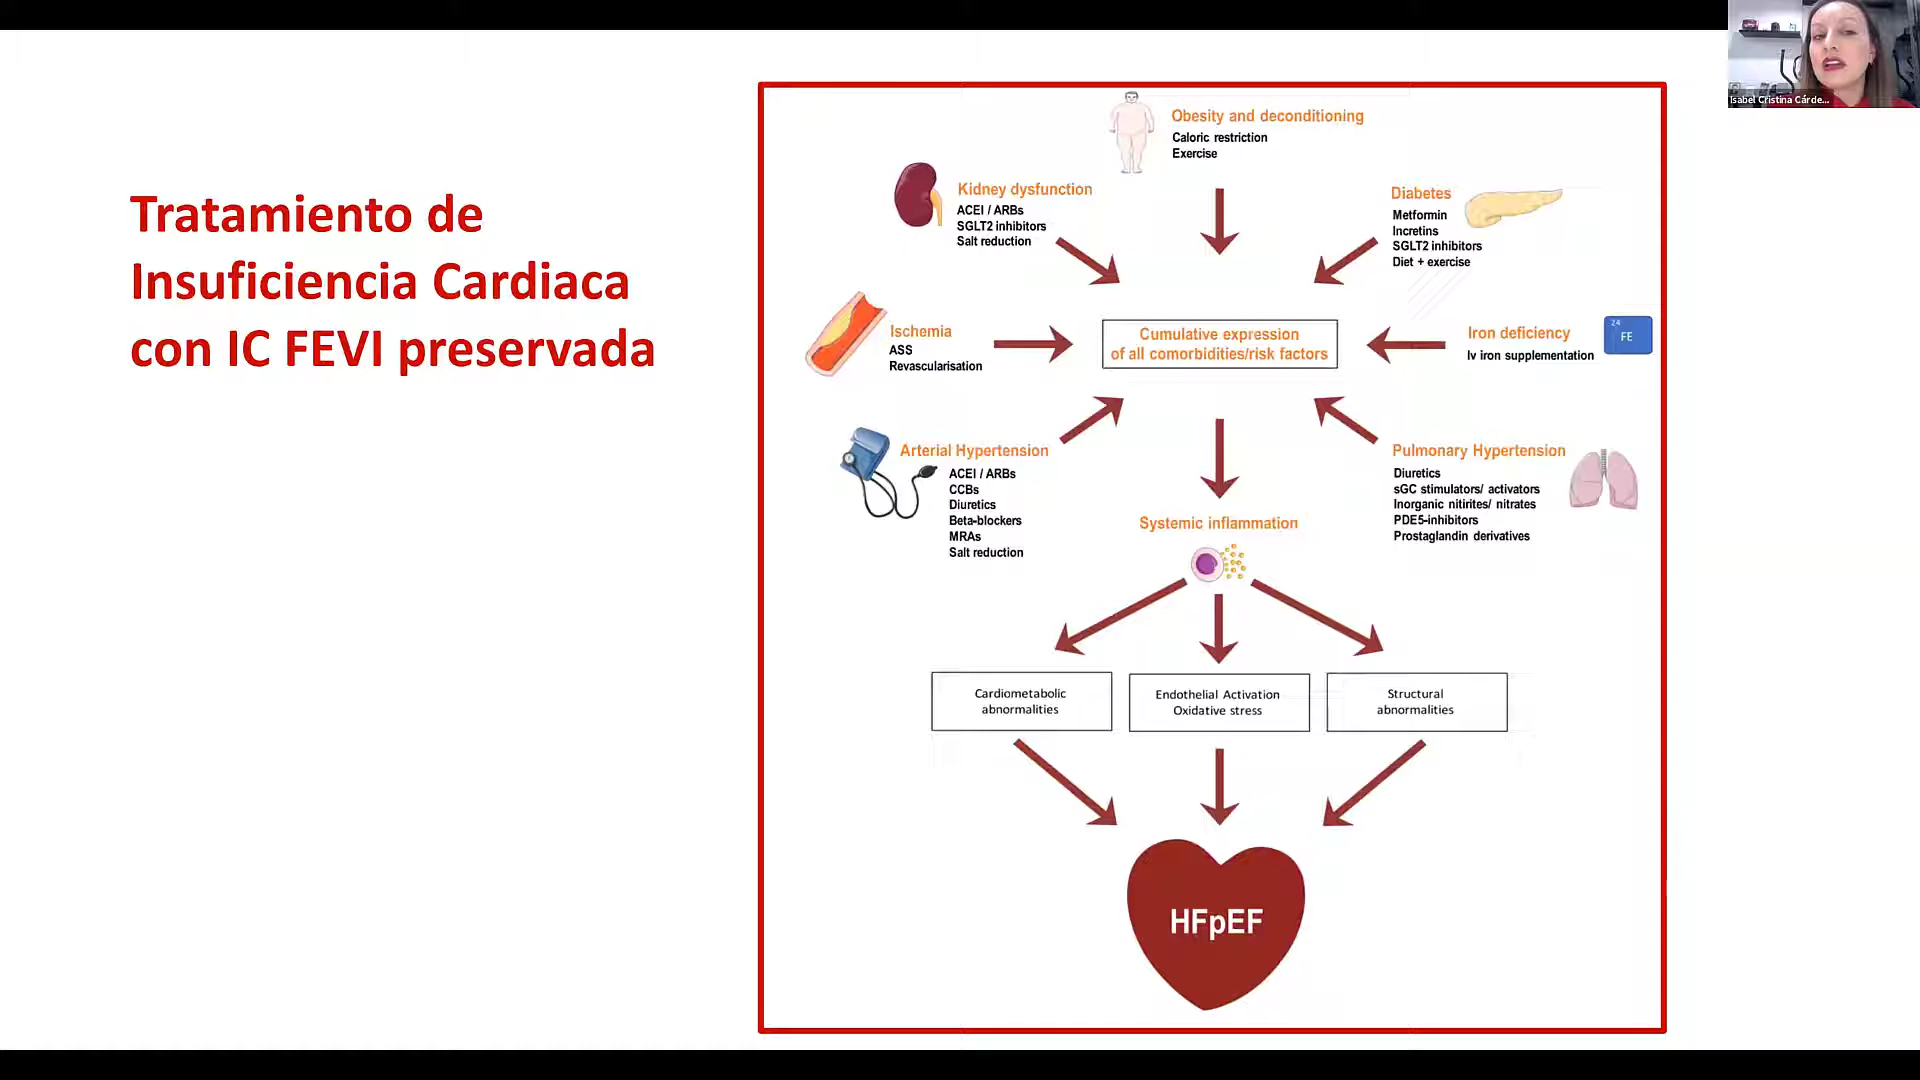 Isabel Cristina Cárde...
Tratamiento de
Insuficiencia Cardiaca
con IC FEVI preservada
Obesity and deconditioning
Caloric restriction
Exercise
Kidney dysfunction
ACEI / ARBs
SGLT2 inhibitors
Salt reduction
Diabetes
Metformin
Incretins
SGLT2 inhibitors
Diet + exercise
Ischemia
ASS
Revascularisation
Cumulative expression
of all comorbidities/risk factors
Iron deficiency
Iv iron supplementation
24
FE
Arterial Hypertension
ACEI / ARBs
CCBs
Diuretics
Beta-blockers
MRAs
Salt reduction
Pulmonary Hypertension
Diuretics
sGC stimulators/ activators
Inorganic nitirites/ nitrates
PDE5-inhibitors
Prostaglandin derivatives
Systemic inflammation
Cardiometabolic
abnormalities
Endothelial Activation
Oxidative stress
Structural
abnormalities
HFpEF